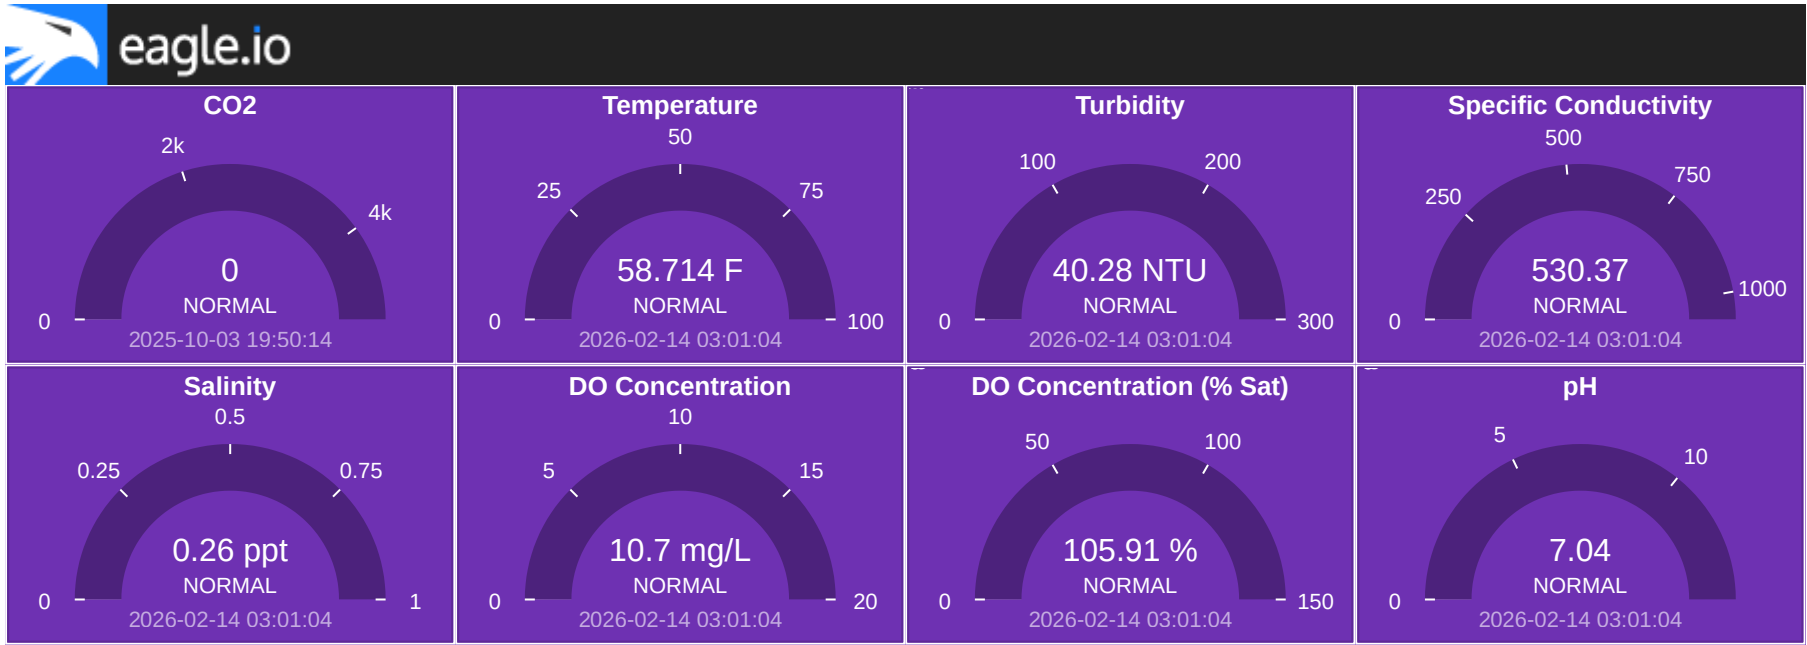 eagle.io
CO2
2k
4k
0
0
NORMAL
2025-10-03 19:50:14
Temperature
50
25
75
58.714 F
NORMAL
0
100
2026-02-14 03:01:04
Turbidity
100
200
40.28 NTU
NORMAL
0
300
2026-02-14 03:01:04
Specific Conductivity
500
750
250
530.37
1000
NORMAL
0
2026-02-14 03:01:04
Salinity
0.5
0.25
0.75
0.26 ppt
NORMAL
0
1
2026-02-14 03:01:04
DO Concentration
10
5
15
10.7 mg/L
NORMAL
0
20
2026-02-14 03:01:04
DO Concentration (% Sat)
50
100
105.91 %
NORMAL
0
150
2026-02-14 03:01:04
pH
5
10
7.04
NORMAL
0
2026-02-14 03:01:04